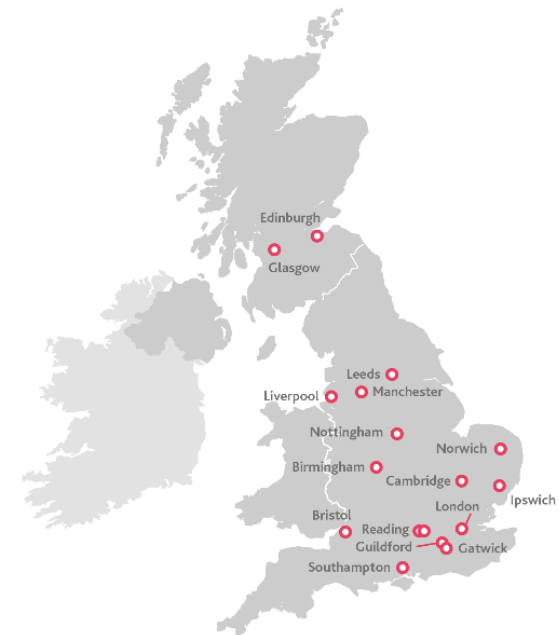 Edinburgh
Glasgow
Leeds
Manchester
Liverpool
Nottingham
Norwich
Birmingham
Cambridge
Ipswich
London
Bristol
Reading
Guildford
Gatwick
Southampton